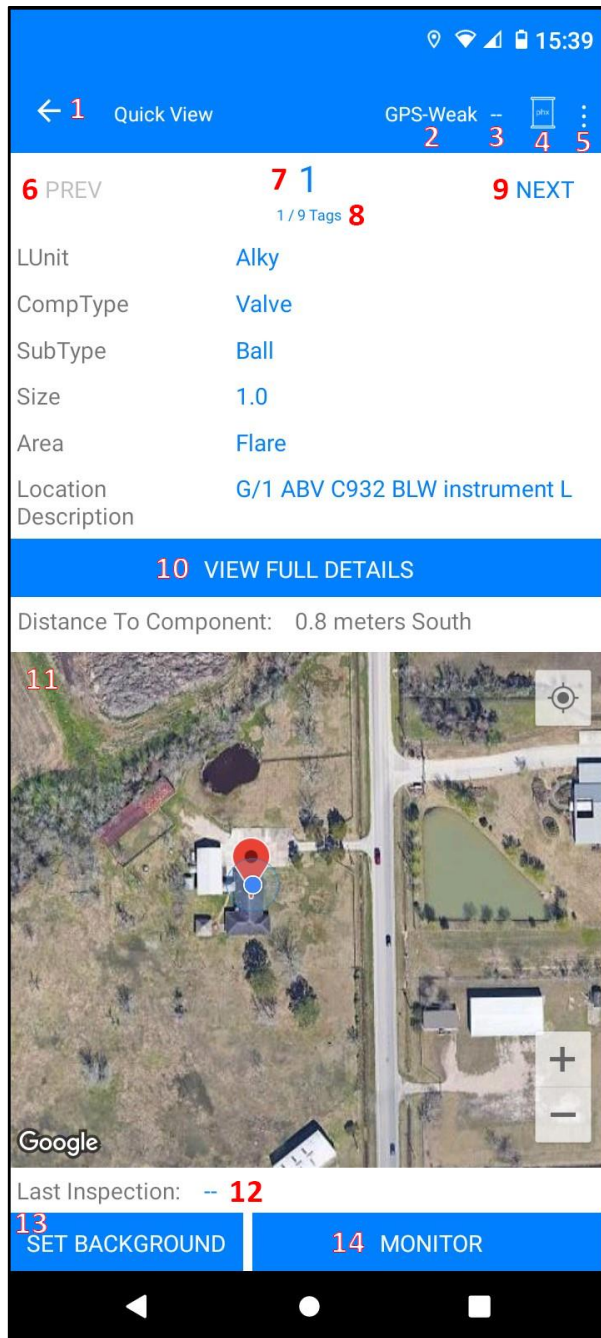 15:39
1 Quick View GPS-Weak --
2 3 4 5
phx
6 PREV 7 1 9 NEXT
1 / 9 Tags 8
LUnit Alky
CompType Valve
SubType Ball
Size 1.0
Area Flare
Location Description G/1 ABV C932 BLW instrument L
10 VIEW FULL DETAILS
Distance To Component: 0.8 meters South
11
+
−
Google
Last Inspection: -- 12
13
SET BACKGROUND 14 MONITOR